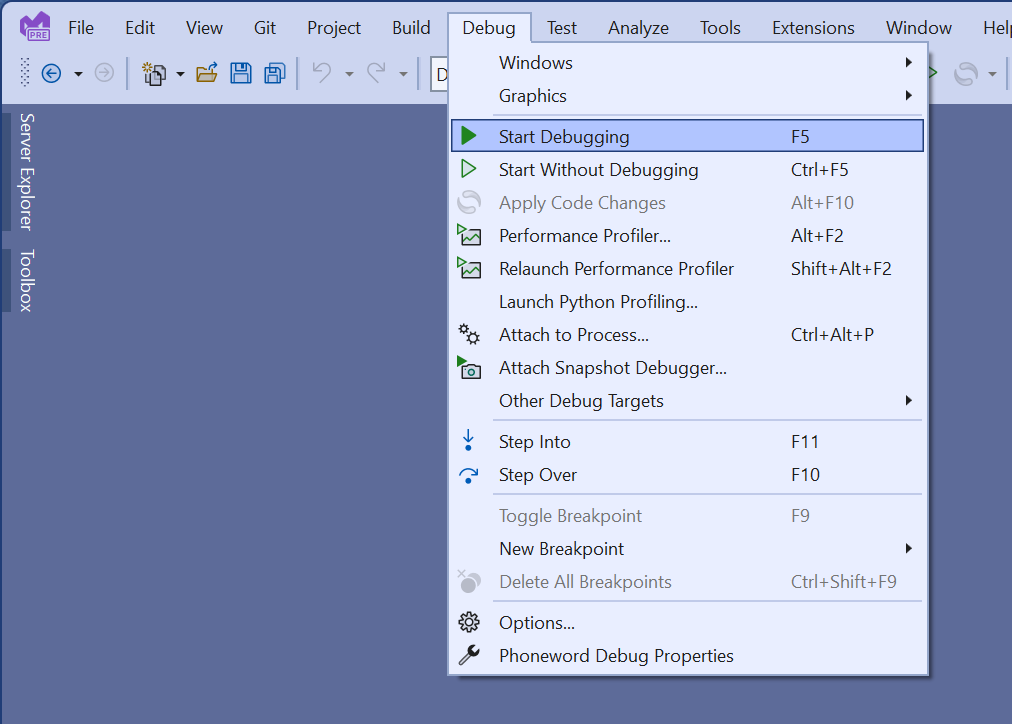 PRE
File Edit View Git Project Build Debug Test Analyze Tools Extensions Window Help
D
Server Explorer
Toolbox
Windows
Graphics
Start Debugging F5
Start Without Debugging Ctrl+F5
Apply Code Changes Alt+F10
Performance Profiler... Alt+F2
Relaunch Performance Profiler Shift+Alt+F2
Launch Python Profiling...
Attach to Process... Ctrl+Alt+P
Attach Snapshot Debugger...
Other Debug Targets
Step Into F11
Step Over F10
Toggle Breakpoint F9
New Breakpoint
Delete All Breakpoints Ctrl+Shift+F9
Options...
Phoneword Debug Properties